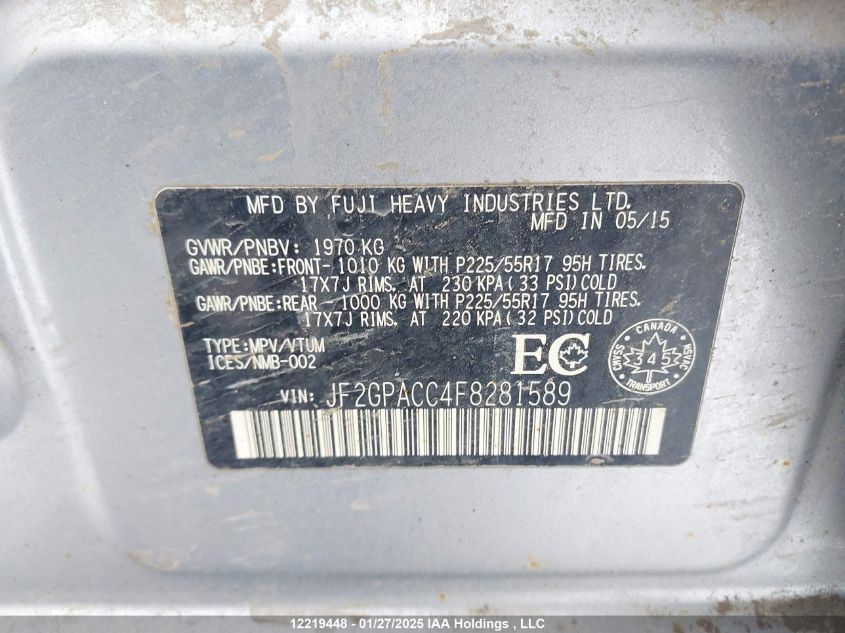 MFD BY FUJI HEAVY INDUSTRIES LTD.
MFD IN 05/15
GVWR/PNBV: 1970 KG
GAWR/PNBE:FRONT- 1010 KG WITH P225/55R17 95H TIRES.
17X7J RIMS. AT 230 KPA(33 PSI)COLD
GAWR/PNBE:REAR - 1000 KG WITH P225/55R17 95H TIRES.
17X7J RIMS. AT 220 KPA(32 PSI)COLD
TYPE:MPV/VTUM
ICES/NMB-002
EC
CANADA
CMVSS
NSVAC
345
VIN: JF2GPACC4F8281589
12219448 - 01/27/2025 IAA Holdings , LLC